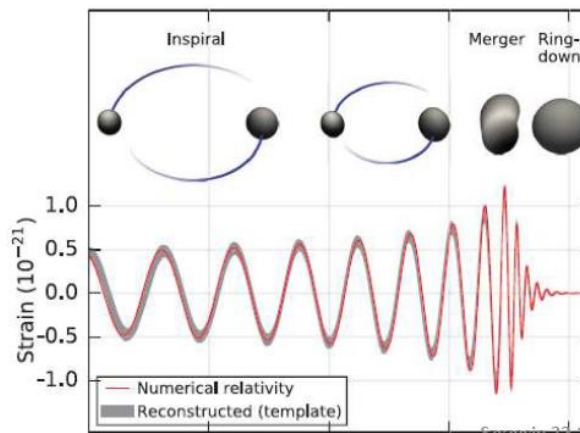 Inspiral
Merger
Ring-
down
Strain (10⁻²¹)
1.0
0.5
0.0
-0.5
-1.0
Numerical relativity
Reconstructed (template)